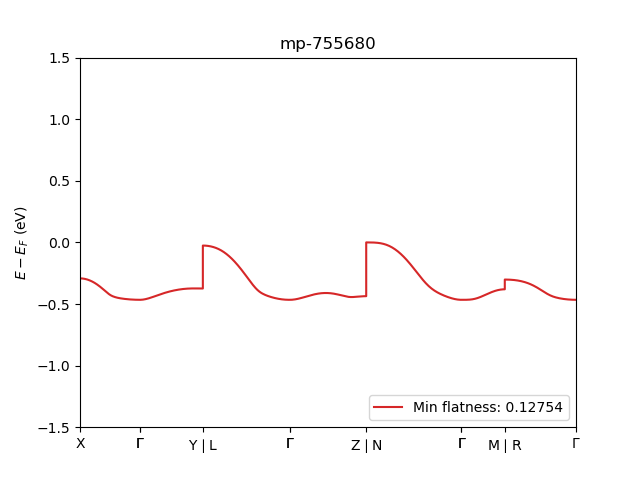 mp-755680
E − E_F (eV)
1.5
1.0
0.5
0.0
−0.5
−1.0
−1.5
Min flatness: 0.12754
X Γ Y | L Γ Z | N Γ M | R Γ